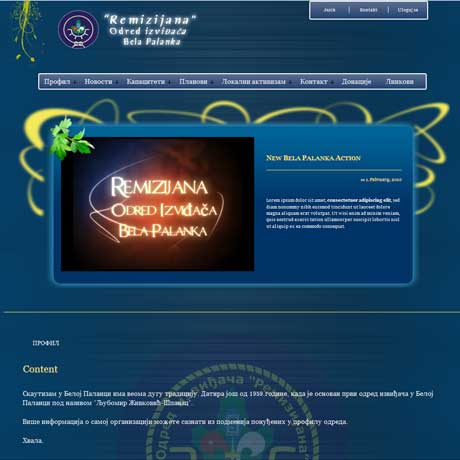 "Remizijana"
Odred izviđača
Bela Palanka
Jezik
Kontakt
Uloguj se
Профил
Новости
Капацитети
Планови
Локални активизам
Контакт
Донације
Линкови
REMIZIJANA
ODRED IZVIĐAČA
BELA PALANKA
New Bela Palanka Action
on 1. February, 2010
Lorem ipsum dolor sit amet, consectetuer adipiscing elit, sed
diam nonummy nibh euismod tincidunt ut laoreet dolore
magna aliquam erat volutpat. Ut wisi enim ad minim veniam,
quis nostrud exerci tation ullamcorper suscipit lobortis nisl
ut aliquip ex ea commodo consequat.
ПРОФИЛ
Content
Скаутизам у Белој Паланци има веома дугу традицију. Датира још од 1959 године, када је основан први одред извиђача у Белој
Паланци под називом "Љубомир Живковић-Шпанац".
Више информација о самој организацији можете сазнати из подменија понуђених у профилу одреда.
Хвала.